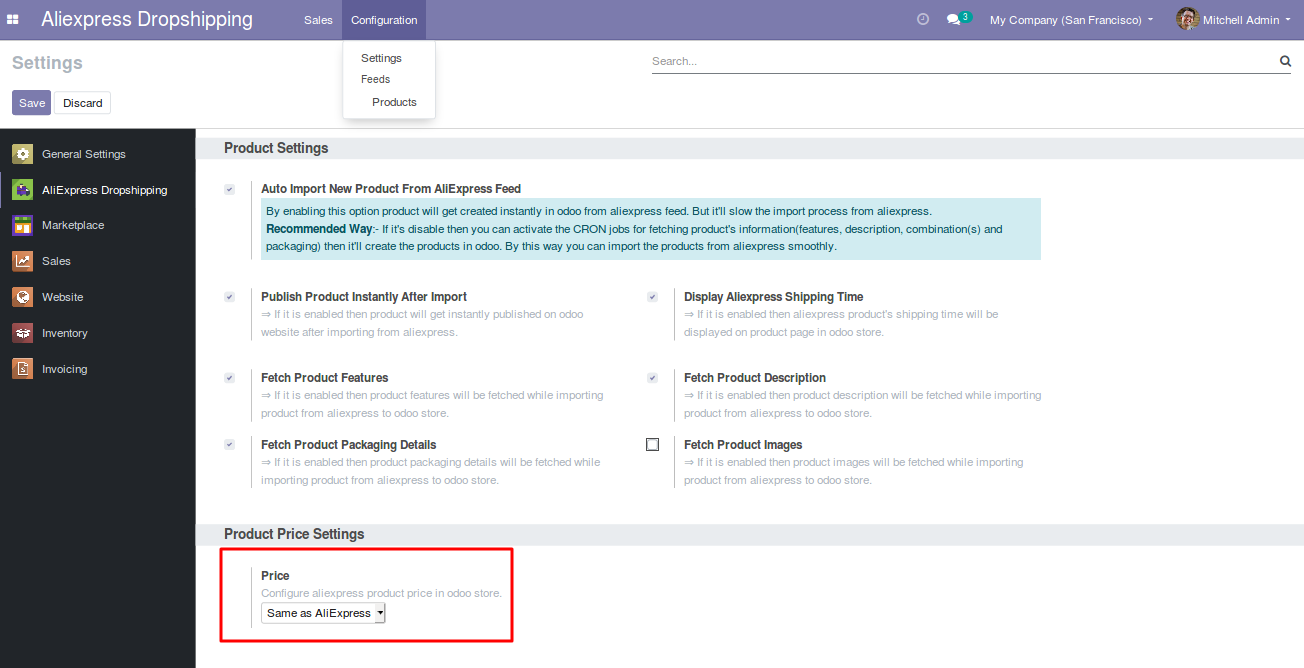 Aliexpress Dropshipping
Sales
Configuration
3
My Company (San Francisco)
Mitchell Admin
Settings
Feeds
Products
Settings
Search...
Save
Discard
General Settings
AliExpress Dropshipping
Marketplace
Sales
Website
Inventory
Invoicing
Product Settings
Auto Import New Product From AliExpress Feed
By enabling this option product will get created instantly in odoo from aliexpress feed. But it'll slow the import process from aliexpress.
Recommended Way:- If it's disable then you can activate the CRON jobs for fetching product's information(features, description, combination(s) and
packaging) then it'll create the products in odoo. By this way you can import the products from aliexpress smoothly.
Publish Product Instantly After Import
⇒ If it is enabled then product will get instantly published on odoo
website after importing from aliexpress.
Display Aliexpress Shipping Time
⇒ If it is enabled then aliexpress product's shipping time will be
displayed on product page in odoo store.
Fetch Product Features
⇒ If it is enabled then product features will be fetched while importing
product from aliexpress to odoo store.
Fetch Product Description
⇒ If it is enabled then product description will be fetched while importing
product from aliexpress to odoo store.
Fetch Product Packaging Details
⇒ If it is enabled then product packaging details will be fetched while
importing product from aliexpress to odoo store.
Fetch Product Images
⇒ If it is enabled then product images will be fetched while importing
product from aliexpress to odoo store.
Product Price Settings
Price
Configure aliexpress product price in odoo store.
Same as AliExpress